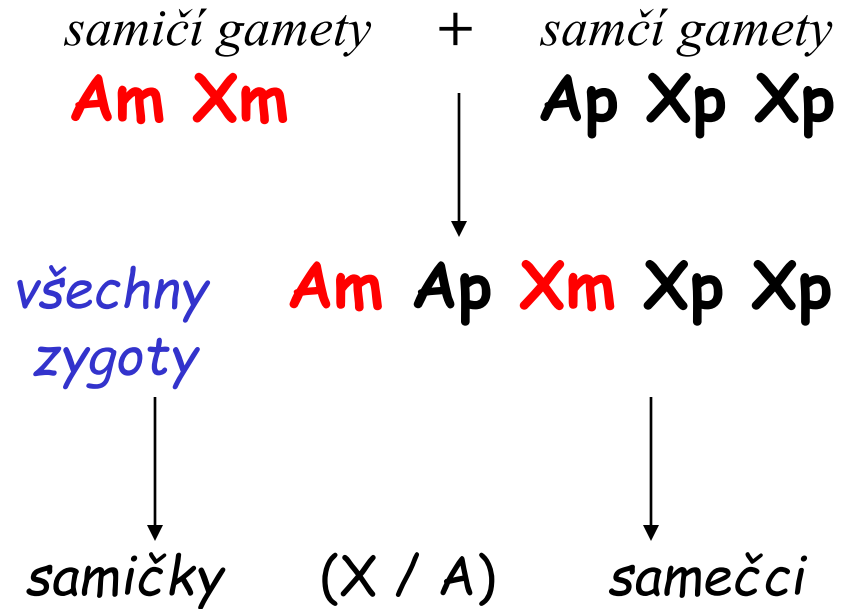 samičí gamety + samčí gamety
Am Xm Ap Xp Xp
všechny Am Ap Xm Xp Xp
zygoty
samičky (X / A) samečci